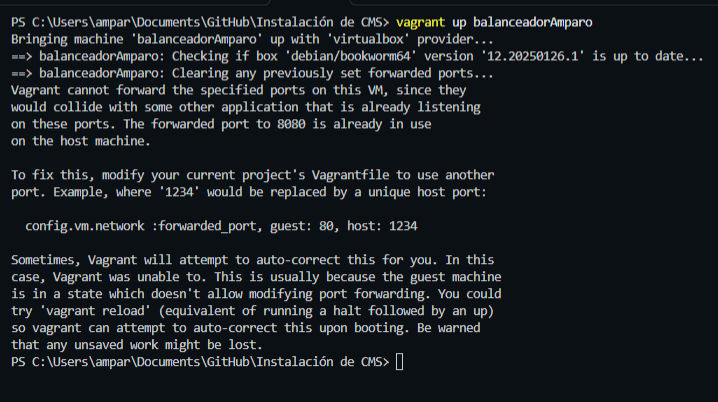 PS C:\Users\ampar\Documents\GitHub\Instalación de CMS> vagrant up balanceadorAmparo
Bringing machine 'balanceadorAmparo' up with 'virtualbox' provider...
==> balanceadorAmparo: Checking if box 'debian/bookworm64' version '12.20250126.1' is up to date...
==> balanceadorAmparo: Clearing any previously set forwarded ports...
Vagrant cannot forward the specified ports on this VM, since they
would collide with some other application that is already listening
on these ports. The forwarded port to 8080 is already in use
on the host machine.
To fix this, modify your current project's Vagrantfile to use another
port. Example, where '1234' would be replaced by a unique host port:
config.vm.network :forwarded_port, guest: 80, host: 1234
Sometimes, Vagrant will attempt to auto-correct this for you. In this
case, Vagrant was unable to. This is usually because the guest machine
is in a state which doesn't allow modifying port forwarding. You could
try 'vagrant reload' (equivalent of running a halt followed by an up)
so vagrant can attempt to auto-correct this upon booting. Be warned
that any unsaved work might be lost.
PS C:\Users\ampar\Documents\GitHub\Instalación de CMS>